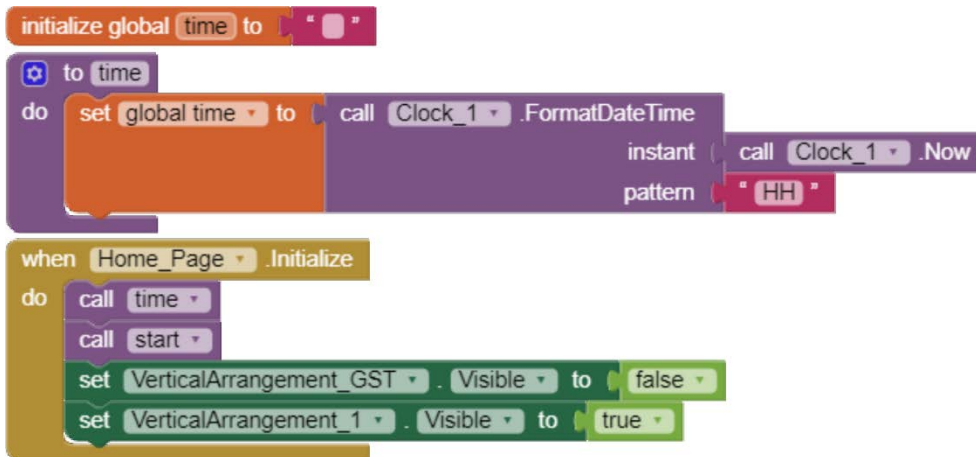 initialize global time to " "
to time
do set global time to call Clock_1 .FormatDateTime
instant call Clock_1 .Now
pattern " HH "
when Home_Page .Initialize
do call time
call start
set VerticalArrangement_GST . Visible to false
set VerticalArrangement_1 . Visible to true